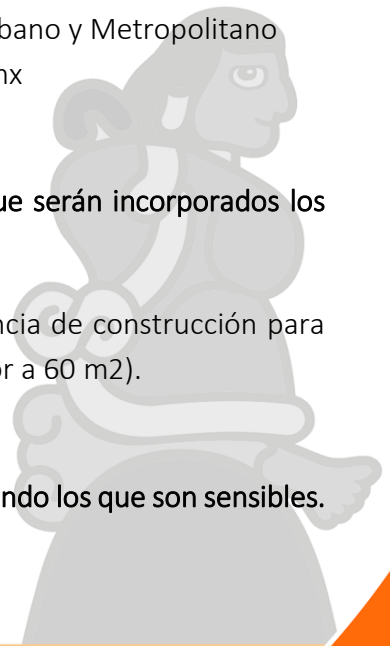 bano y Metropolitano
nx
ue serán incorporados los
ncia de construcción para
or a 60 m2).
ndo los que son sensibles.